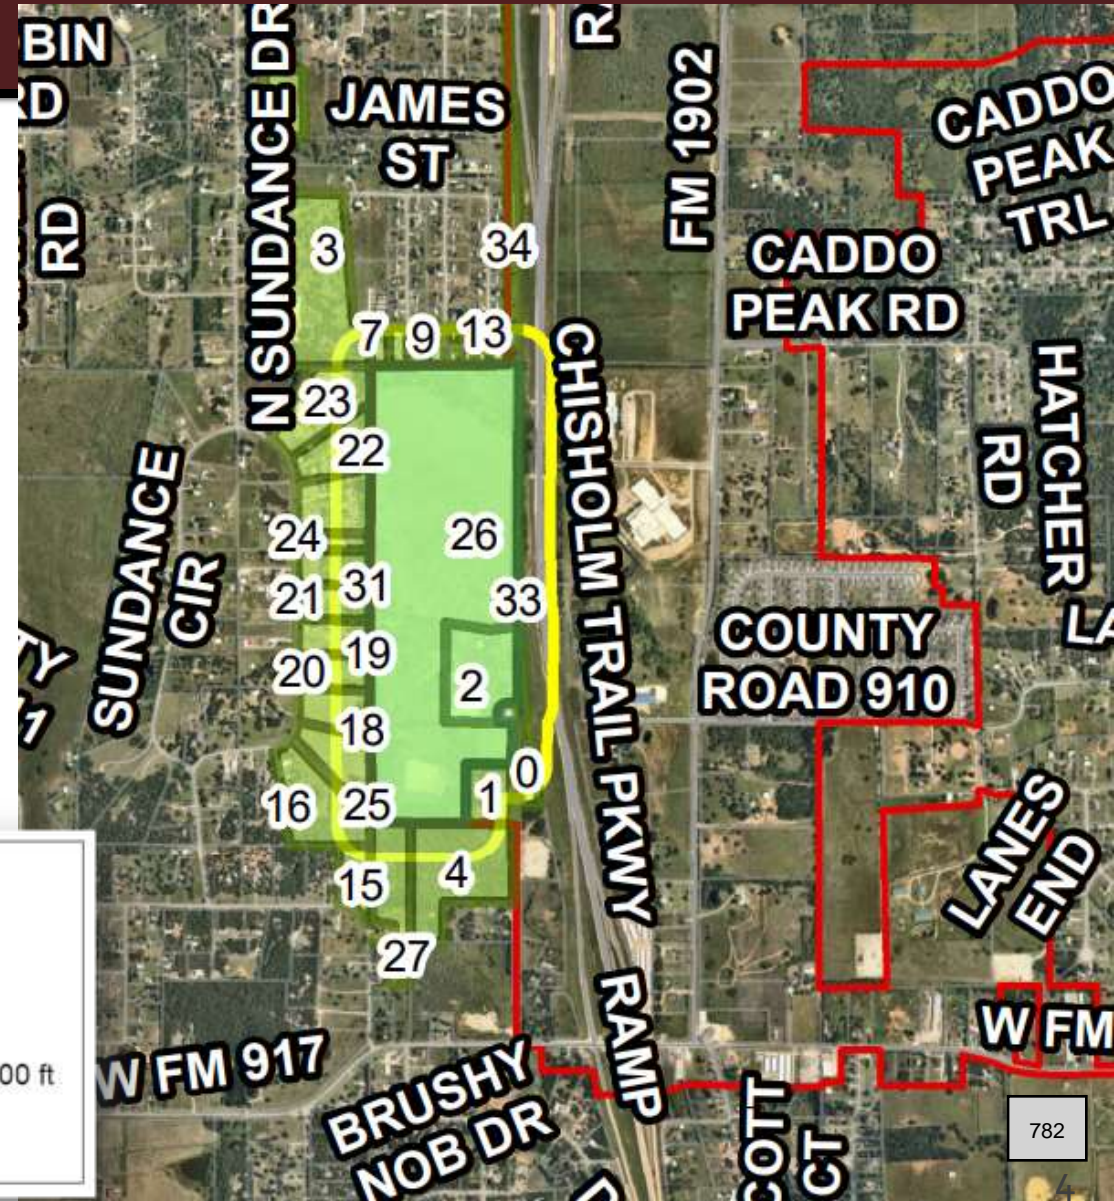 BIN
RD
RD
N SUNDANCE DR
JAMES
ST
FM 1902
CADDO
PEAK
TRL
CADDO
PEAK RD
3
34
7
9
13
23
22
24
26
21
31
33
20
19
2
18
0
1
16
25
15
4
27
CHISHOLM TRAIL PKWY
HATCHER
RD
SUNDANCE
CIR
COUNTY
ROAD 910
LANES
END
RAMP
W FM
W FM 917
BRUSHY
NOB DR
COTT
CT
00 ft
782
4